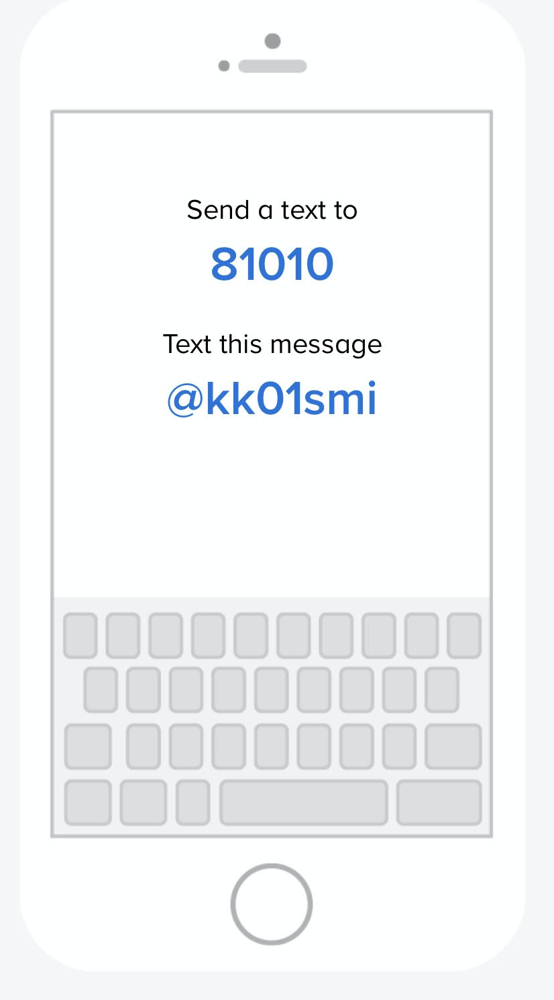 Send a text to
81010
Text this message
@kk01smi